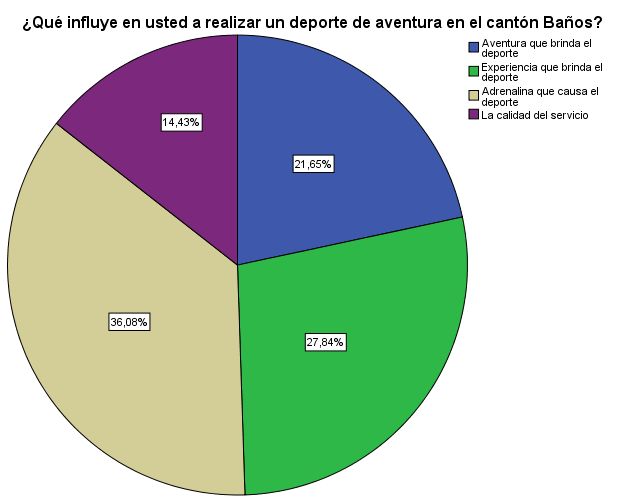 ¿Qué influye en usted a realizar un deporte de aventura en el cantón Baños?
Aventura que brinda el
deporte
Experiencia que brinda el
deporte
Adrenalina que causa el
deporte
La calidad del servicio
14,43%
21,65%
36,08%
27,84%